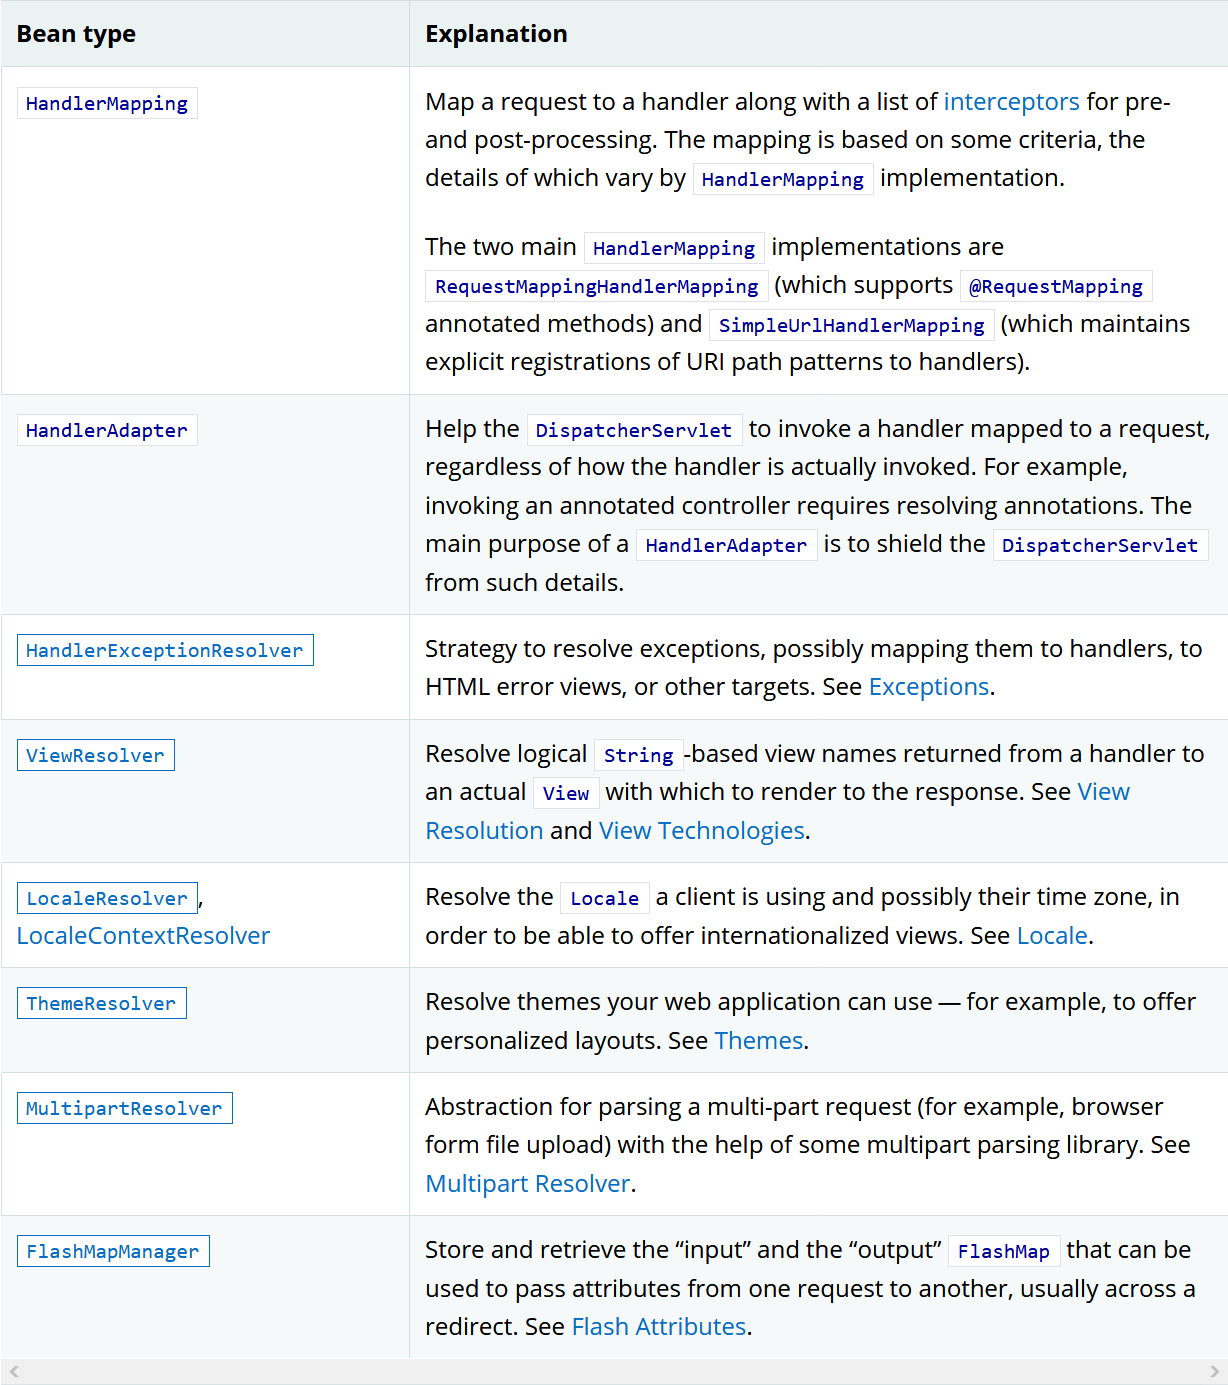 Bean type
Explanation
HandlerMapping
Map a request to a handler along with a list of interceptors for pre-
and post-processing. The mapping is based on some criteria, the
details of which vary by HandlerMapping implementation.
The two main HandlerMapping implementations are
RequestMappingHandlerMapping (which supports @RequestMapping
annotated methods) and SimpleUrlHandlerMapping (which maintains
explicit registrations of URI path patterns to handlers).
HandlerAdapter
Help the DispatcherServlet to invoke a handler mapped to a request,
regardless of how the handler is actually invoked. For example,
invoking an annotated controller requires resolving annotations. The
main purpose of a HandlerAdapter is to shield the DispatcherServlet
from such details.
HandlerExceptionResolver
Strategy to resolve exceptions, possibly mapping them to handlers, to
HTML error views, or other targets. See Exceptions.
ViewResolver
Resolve logical String-based view names returned from a handler to
an actual View with which to render to the response. See View
Resolution and View Technologies.
LocaleResolver,
LocaleContextResolver
Resolve the Locale a client is using and possibly their time zone, in
order to be able to offer internationalized views. See Locale.
ThemeResolver
Resolve themes your web application can use — for example, to offer
personalized layouts. See Themes.
MultipartResolver
Abstraction for parsing a multi-part request (for example, browser
form file upload) with the help of some multipart parsing library. See
Multipart Resolver.
FlashMapManager
Store and retrieve the “input” and the “output” FlashMap that can be
used to pass attributes from one request to another, usually across a
redirect. See Flash Attributes.